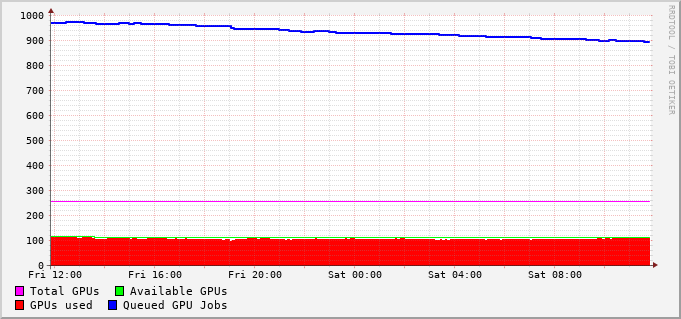 1000
900
800
700
600
500
400
300
200
100
0
Fri 12:00 Fri 16:00 Fri 20:00 Sat 00:00 Sat 04:00 Sat 08:00
Total GPUs Available GPUs
GPUs used Queued GPU Jobs
RRDTOOL / TOBI OETIKER